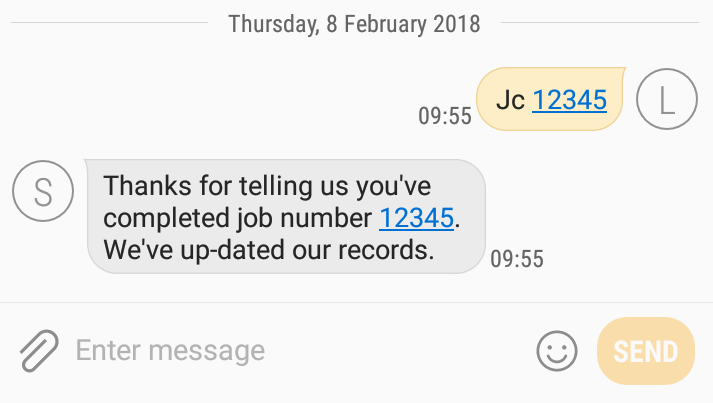 Thursday, 8 February 2018
Jc 12345
09:55
L
S
Thanks for telling us you've
completed job number 12345.
We've up-dated our records.
09:55
Enter message
SEND